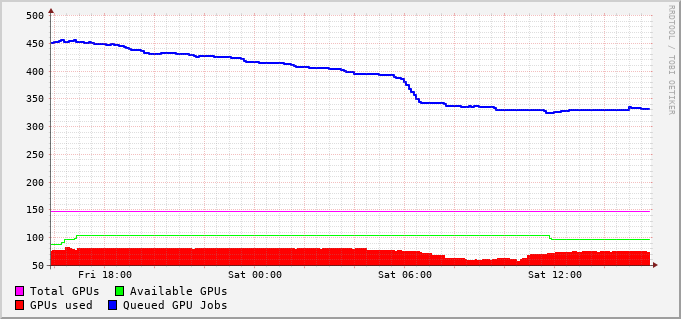 500
450
400
350
300
250
200
150
100
50
Fri 18:00 Sat 00:00 Sat 06:00 Sat 12:00
Total GPUs Available GPUs
GPUs used Queued GPU Jobs
RRDTOOL / TOBI OETIKER